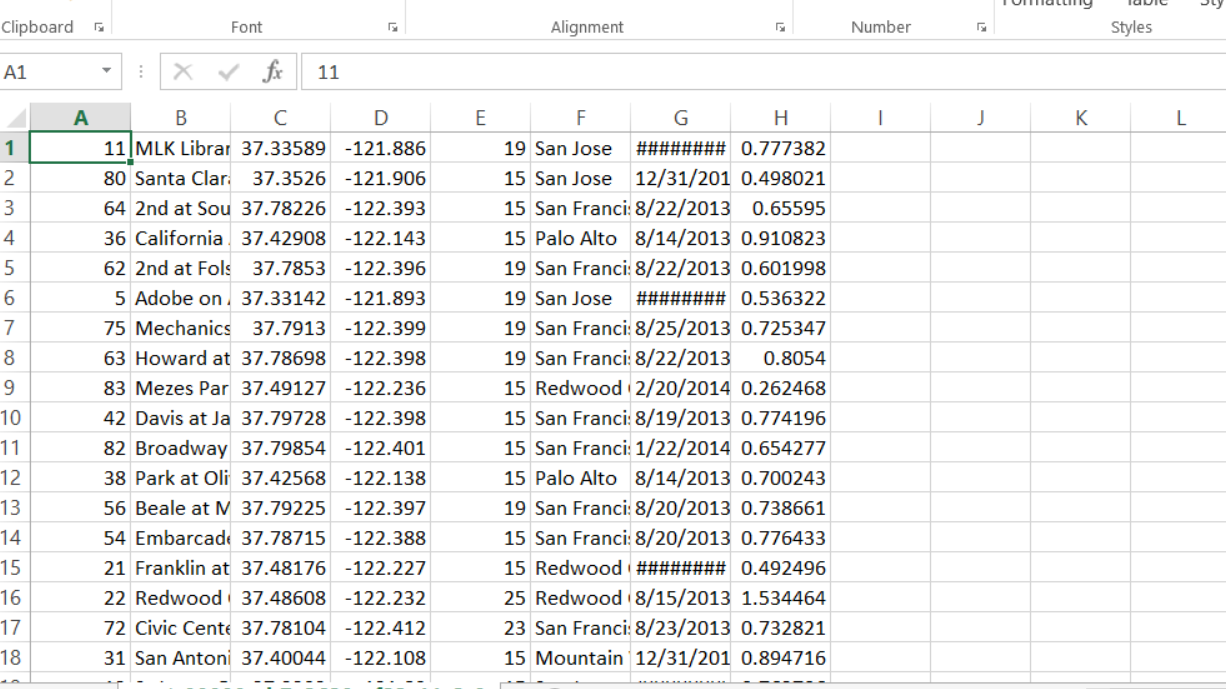 Formatting Table Sty
Clipboard Font Alignment Number Styles
A1 fx 11
A B C D E F G H I J K L
1 11 MLK Librar 37.33589 -121.886 19 San Jose ######## 0.777382
2 80 Santa Clara 37.3526 -121.906 15 San Jose 12/31/201 0.498021
3 64 2nd at Sou 37.78226 -122.393 15 San Francis 8/22/2013 0.65595
4 36 California 37.42908 -122.143 15 Palo Alto 8/14/2013 0.910823
5 62 2nd at Fols 37.7853 -122.396 19 San Francis 8/22/2013 0.601998
6 5 Adobe on 37.33142 -121.893 19 San Jose ######## 0.536322
7 75 Mechanics 37.7913 -122.399 19 San Francis 8/25/2013 0.725347
8 63 Howard at 37.78698 -122.398 19 San Francis 8/22/2013 0.8054
9 83 Mezes Par 37.49127 -122.236 15 Redwood 2/20/2014 0.262468
10 42 Davis at Ja 37.79728 -122.398 15 San Francis 8/19/2013 0.774196
11 82 Broadway 37.79854 -122.401 15 San Francis 1/22/2014 0.654277
12 38 Park at Oli 37.42568 -122.138 15 Palo Alto 8/14/2013 0.700243
13 56 Beale at M 37.79225 -122.397 19 San Francis 8/20/2013 0.738661
14 54 Embarcade 37.78715 -122.388 15 San Francis 8/20/2013 0.776433
15 21 Franklin at 37.48176 -122.227 15 Redwood ######## 0.492496
16 22 Redwood 37.48608 -122.232 25 Redwood 8/15/2013 1.534464
17 72 Civic Cente 37.78104 -122.412 23 San Francis 8/23/2013 0.732821
18 31 San Antoni 37.40044 -122.108 15 Mountain 12/31/201 0.894716